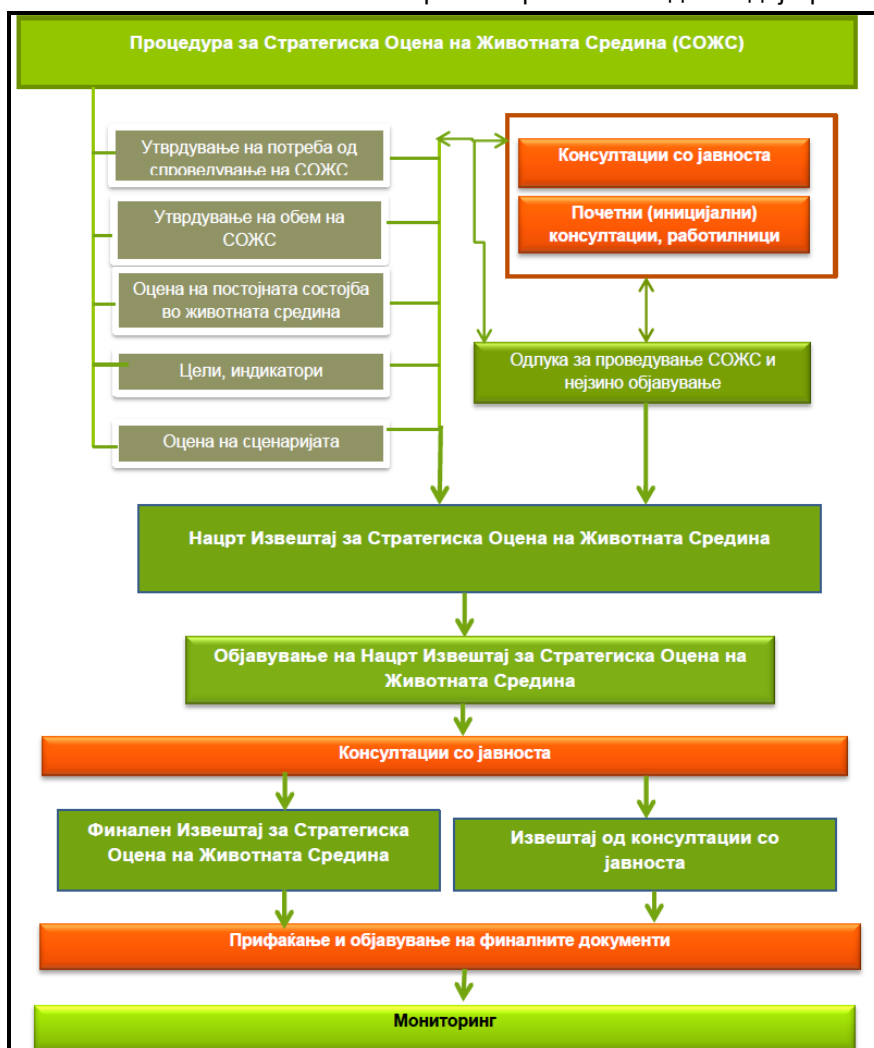 Процедура за Стратегиска Оцена на Животната Средина (СОЖС)
Утврдување на потреба од
спроведување на СОЖС
Утврдување на обем на
СОЖС
Оцена на постојната состојба
во животната средина
Цели, индикатори
Оцена на сценаријата
Консултации со јавноста
Почетни (иницијални)
консултации, работилници
Одлука за проведување СОЖС и
нејзино објавување
Нацрт Извештај за Стратегиска Оцена на Животната Средина
Објавување на Нацрт Извештај за Стратегиска Оцена на
Животната Средина
Консултации со јавноста
Финален Извештај за Стратегиска
Оцена на Животната Средина
Извештај од консултации со
јавноста
Прифаќање и објавување на финалните документи
Мониторинг